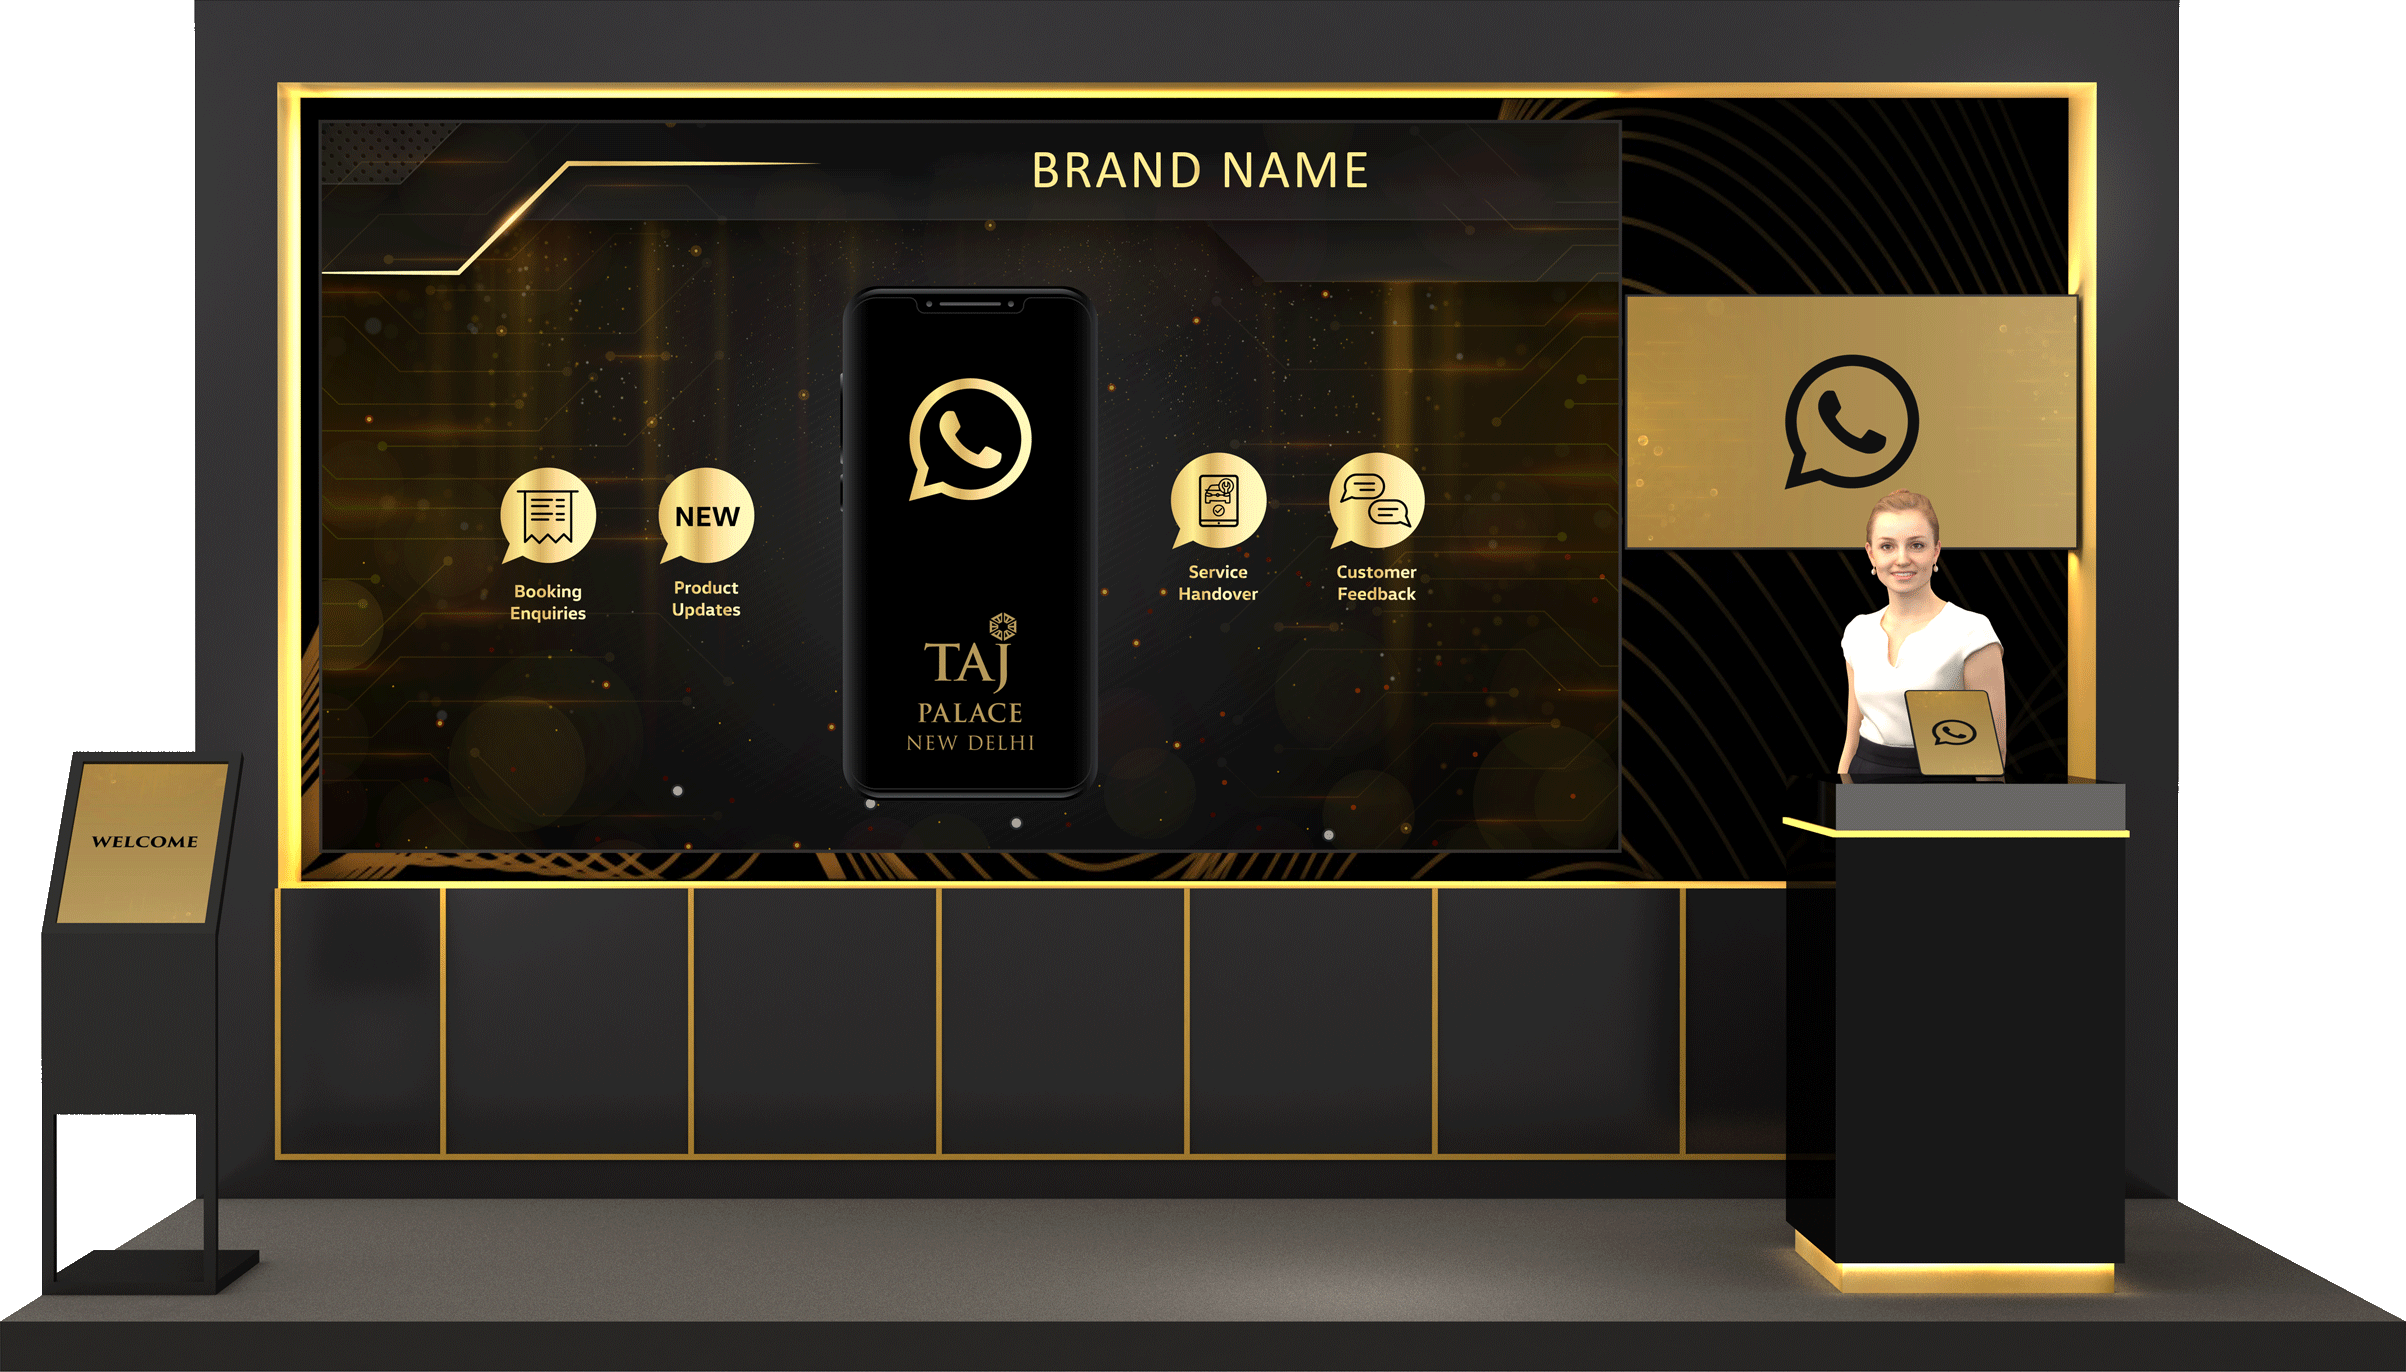 BRAND NAME
Booking
Enquiries
NEW
Product
Updates
TAJ
PALACE
NEW DELHI
Service
Handover
Customer
Feedback
WELCOME